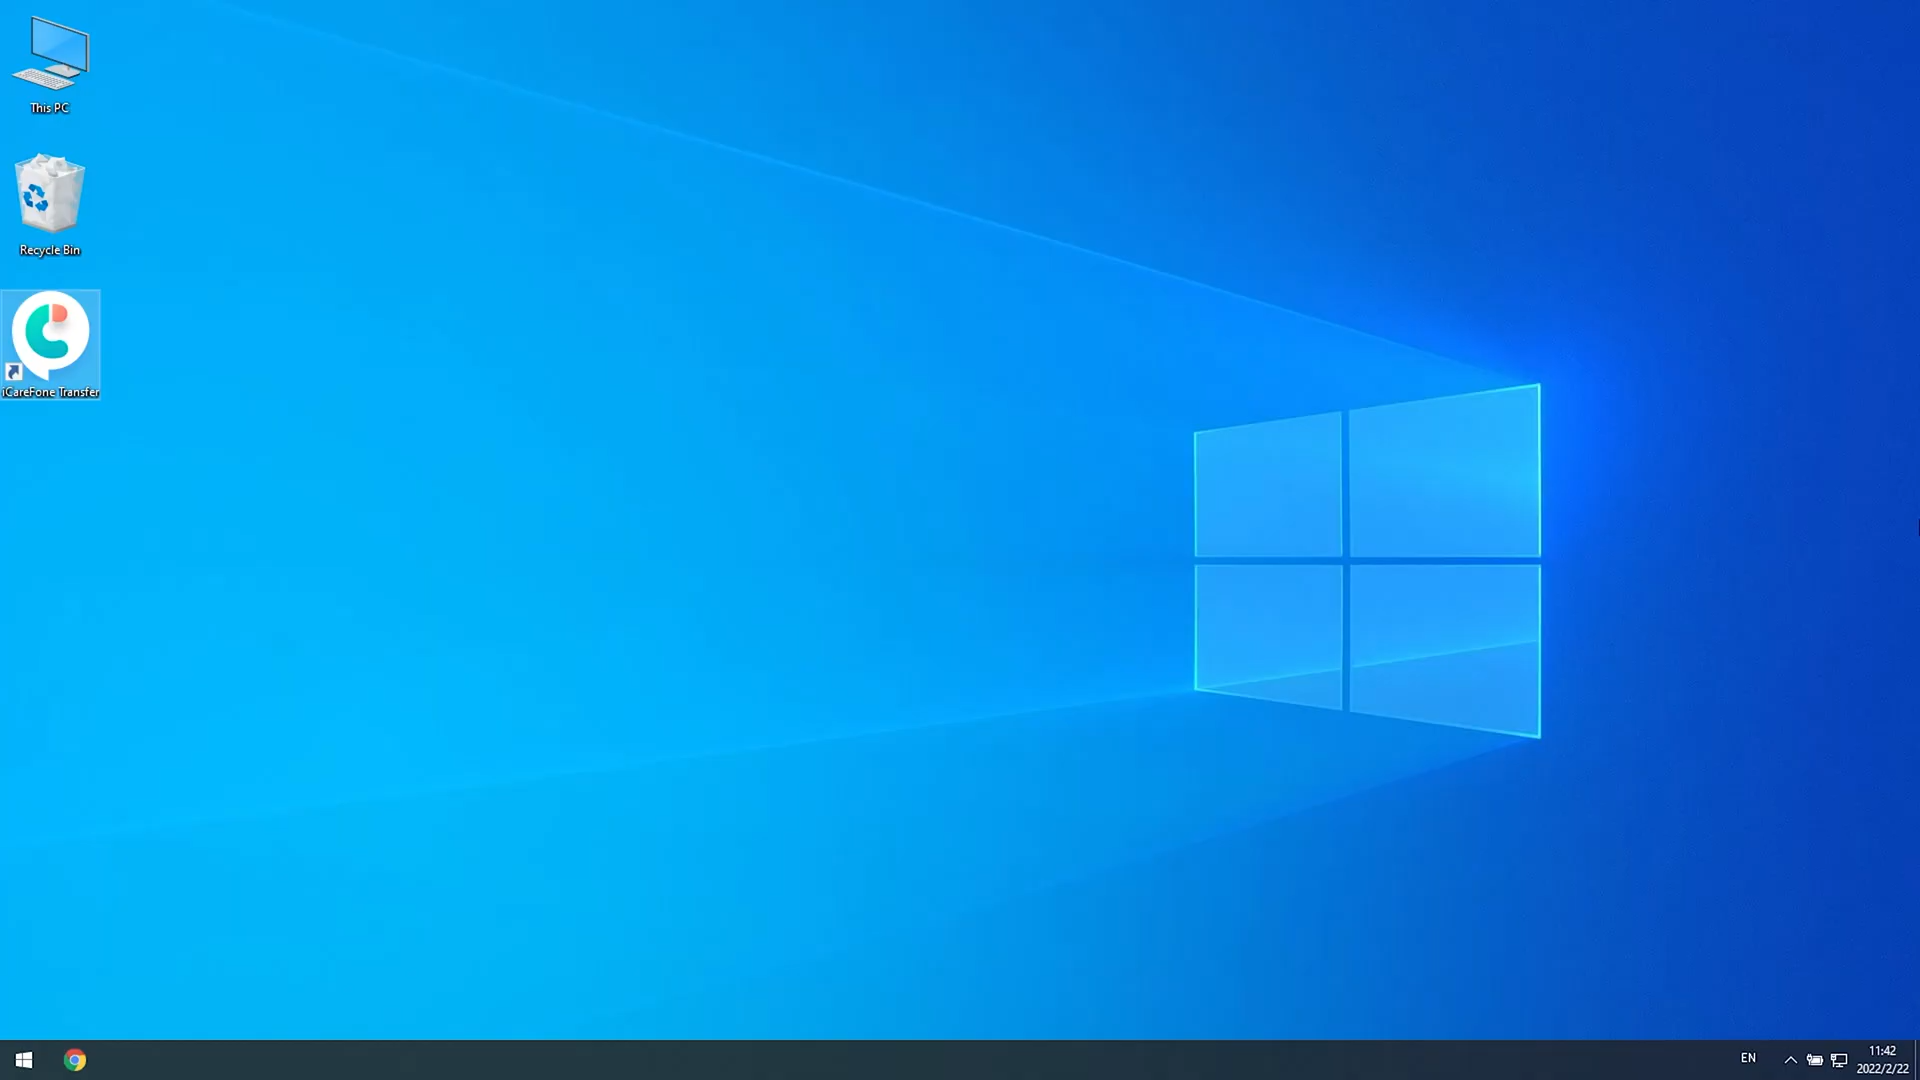 This PC
Recycle Bin
iCareFone Transfer
EN
11:42
2022/2/22